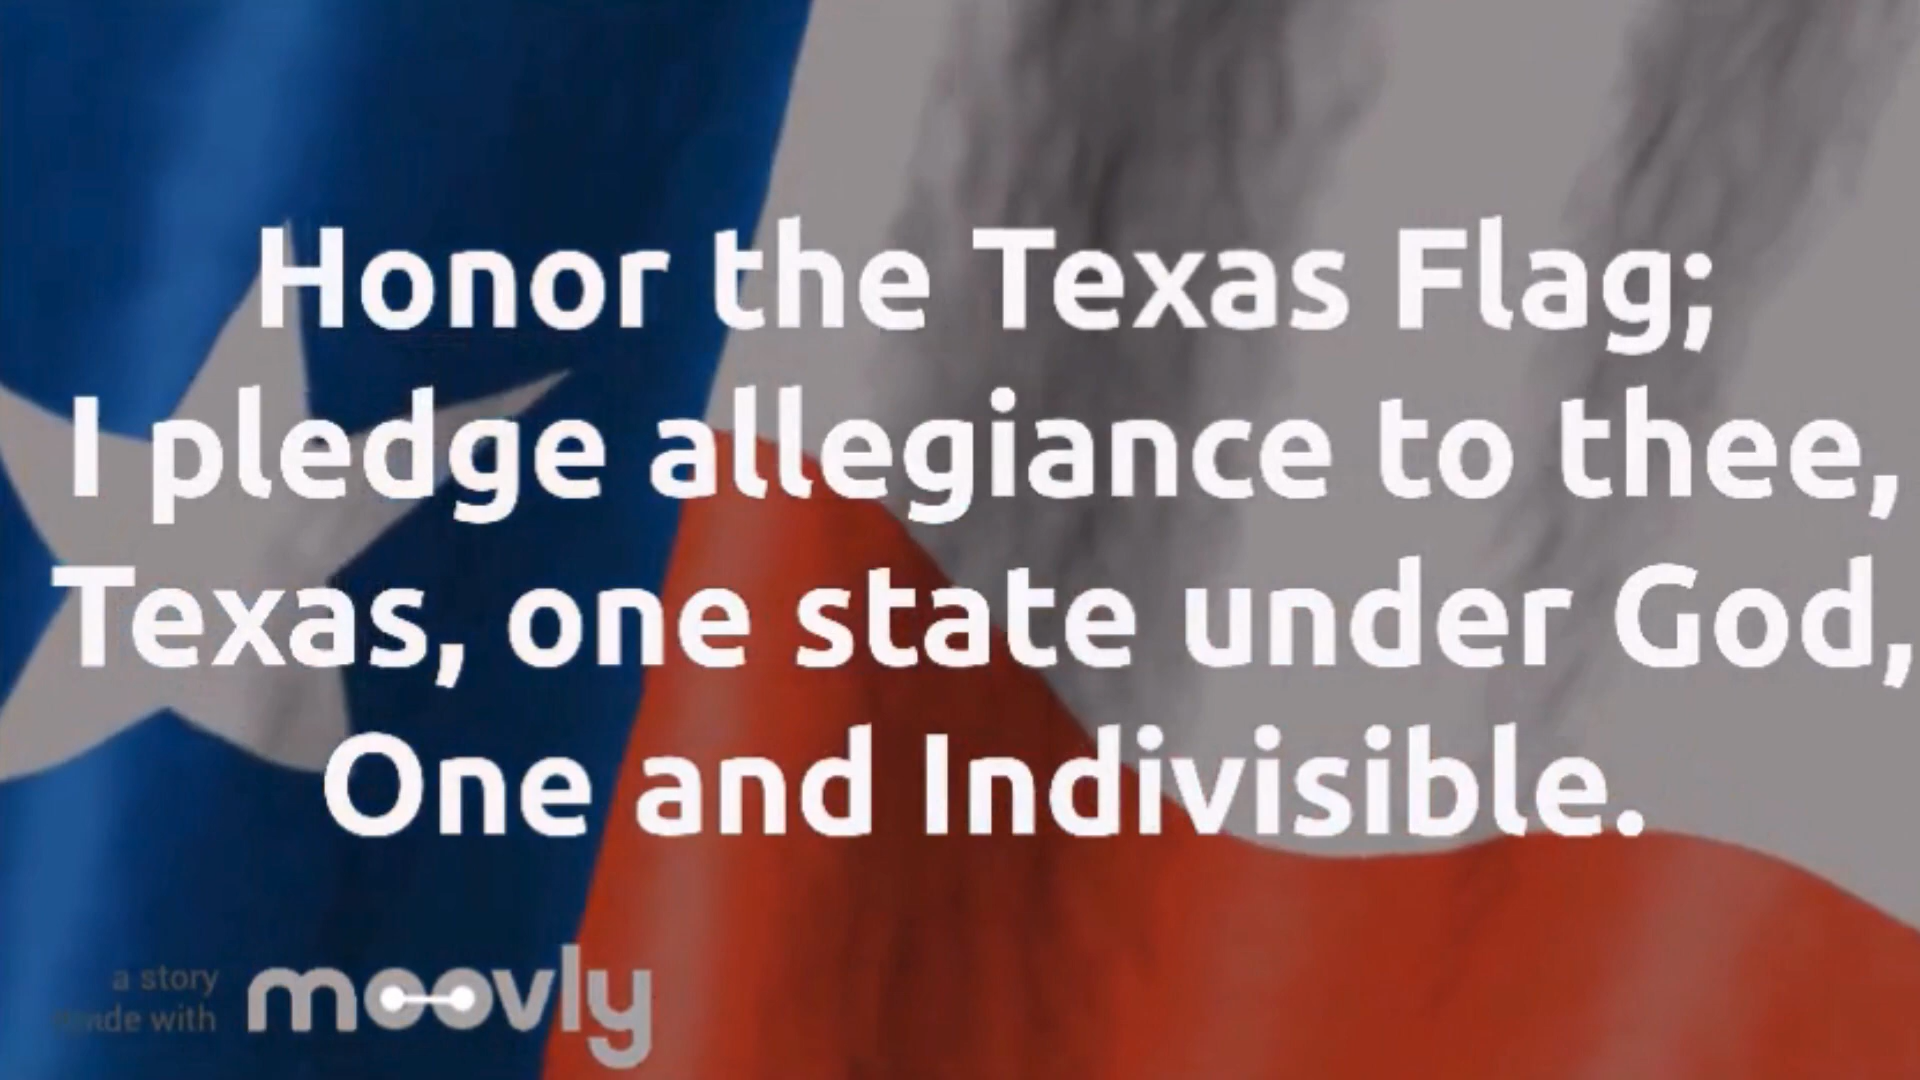 Honor the Texas Flag;
I pledge allegiance to thee,
Texas, one state under God,
One and Indivisible.
a story
made with
moovly